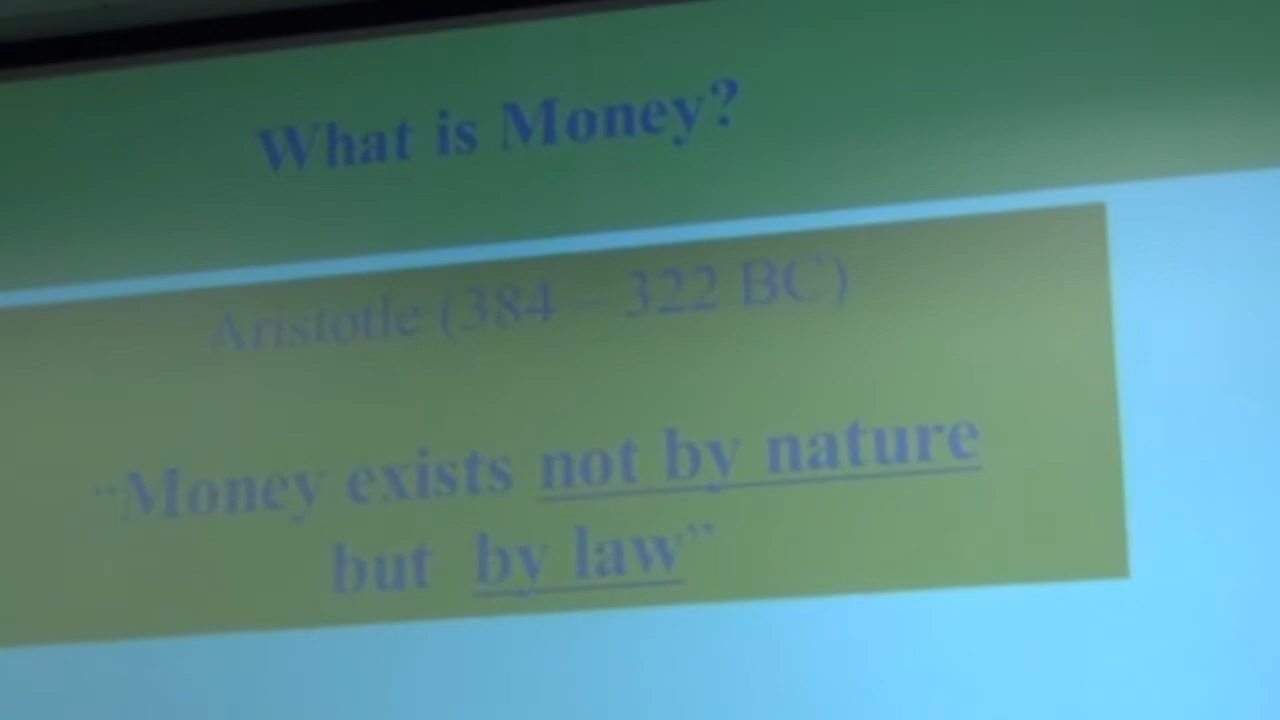 What is Money?
Aristotle (384 – 322 BC)
“Money exists not by nature
but by law”